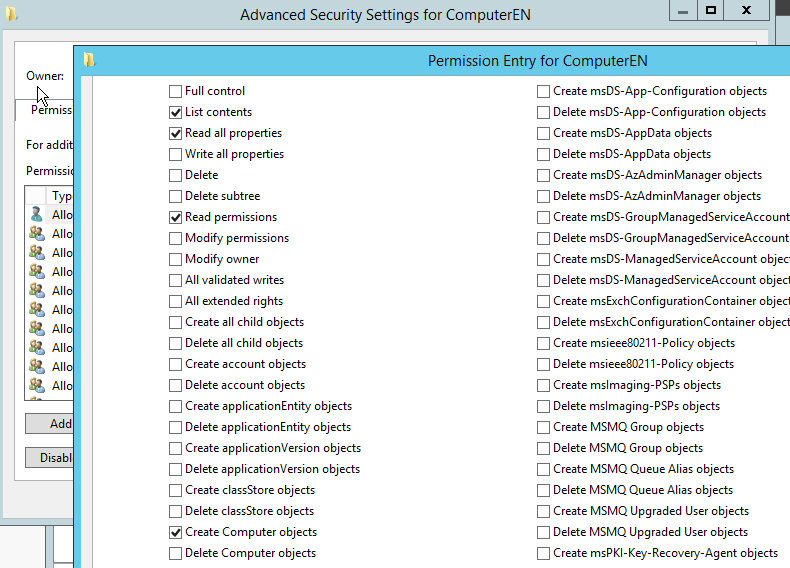 Advanced Security Settings for ComputerEN
Permission Entry for ComputerEN
Owner:
Permiss
For addit
Permissio
Type
Allo
Allo
Allo
Allo
Allo
Allo
Allo
Allo
Allo
Allo
Add
Disabl
Full control
List contents
Read all properties
Write all properties
Delete
Delete subtree
Read permissions
Modify permissions
Modify owner
All validated writes
All extended rights
Create all child objects
Delete all child objects
Create account objects
Delete account objects
Create applicationEntity objects
Delete applicationEntity objects
Create applicationVersion objects
Delete applicationVersion objects
Create classStore objects
Delete classStore objects
Create Computer objects
Delete Computer objects
Create msDS-App-Configuration objects
Delete msDS-App-Configuration objects
Create msDS-AppData objects
Delete msDS-AppData objects
Create msDS-AzAdminManager objects
Delete msDS-AzAdminManager objects
Create msDS-GroupManagedServiceAccount
Delete msDS-GroupManagedServiceAccount
Create msDS-ManagedServiceAccount object
Delete msDS-ManagedServiceAccount object
Create msExchConfigurationContainer object
Delete msExchConfigurationContainer object
Create msieee80211-Policy objects
Delete msieee80211-Policy objects
Create msImaging-PSPs objects
Delete msImaging-PSPs objects
Create MSMQ Group objects
Delete MSMQ Group objects
Create MSMQ Queue Alias objects
Delete MSMQ Queue Alias objects
Create MSMQ Upgraded User objects
Delete MSMQ Upgraded User objects
Create msPKI-Key-Recovery-Agent objects